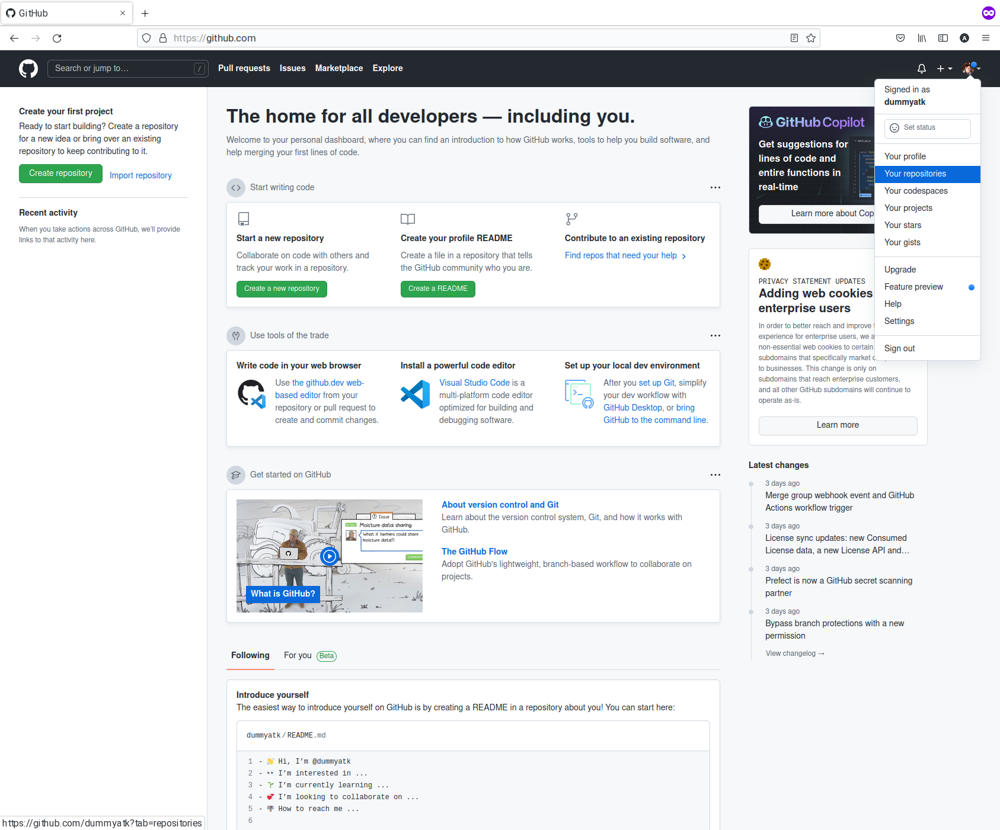 GitHub
https://github.com
Search or jump to…
/
Pull requests
Issues
Marketplace
Explore
A
Signed in as
dummyatk
Set status
Your profile
Your repositories
Your codespaces
Your projects
Your stars
Your gists
Upgrade
Feature preview
Help
Settings
Sign out
Create your first project
Ready to start building? Create a repository
for a new idea or bring over an existing
repository to keep contributing to it.
Create repository
Import repository
Recent activity
When you take actions across GitHub, we'll provide
links to that activity here.
The home for all developers — including you.
Welcome to your personal dashboard, where you can find an introduction to how GitHub works, tools to help you build software, and
help merging your first lines of code.
Start writing code
Start a new repository
Collaborate on code with others and
track your work in a repository.
Create a new repository
Create your profile README
Create a file in a repository that tells
the GitHub community who you are.
Create a README
Contribute to an existing repository
Find repos that need your help
Use tools of the trade
Write code in your web browser
Use the github.dev web-
based editor from your
repository or pull request to
create and commit changes.
Install a powerful code editor
Visual Studio Code is a
multi-platform code editor
optimized for building and
debugging software.
Set up your local dev environment
After you set up Git, simplify
your dev workflow with
GitHub Desktop, or bring
GitHub to the command line.
Get started on GitHub
Issue
Open
Moisture data sharing
What if farmers could share
moisture data?!
Comment
What is GitHub?
About version control and Git
Learn about the version control system, Git, and how it works with
GitHub.
The GitHub Flow
Adopt GitHub's lightweight, branch-based workflow to collaborate on
projects.
Following
For you
Beta
Introduce yourself
The easiest way to introduce yourself on GitHub is by creating a README in a repository about you! You can start here:
dummyatk/README.md
1 - 👋 Hi, I'm @dummyatk
2 - 👀 I'm interested in ...
3 - 🌱 I'm currently learning ...
4 - 💞️ I'm looking to collaborate on ...
5 - 📫 How to reach me ...
6
GitHub Copilot
Get suggestions for
lines of code and
entire functions in
real-time
Learn more about Cop
PRIVACY STATEMENT UPDATES
Adding web cookies
enterprise users
In order to better reach and improve
experience for enterprise users, we a
non-essential web cookies to certain
subdomains that specifically market
to businesses. This change is only on
subdomains that reach enterprise customers,
and all other GitHub subdomains will continue to
operate as-is.
Learn more
Latest changes
3 days ago
Merge group webhook event and GitHub
Actions workflow trigger
3 days ago
License sync updates: new Consumed
License data, a new License API and…
3 days ago
Prefect is now a GitHub secret scanning
partner
3 days ago
Bypass branch protections with a new
permission
View changelog →
https://github.com/dummyatk?tab=repositories